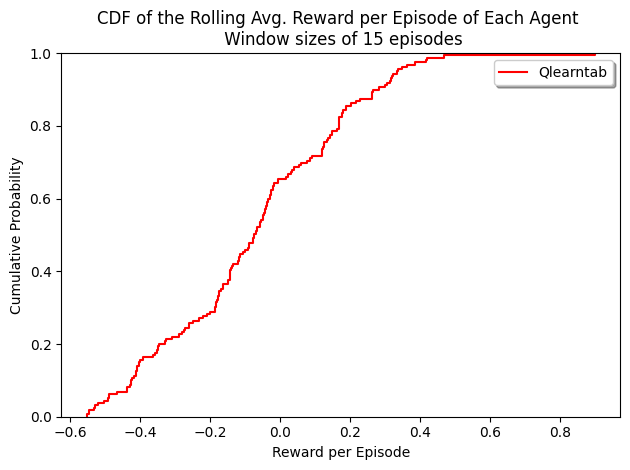 CDF of the Rolling Avg. Reward per Episode of Each Agent
Window sizes of 15 episodes
Qlearntab
Cumulative Probability
1.0
0.8
0.6
0.4
0.2
0.0
−0.6 −0.4 −0.2 0.0 0.2 0.4 0.6 0.8
Reward per Episode